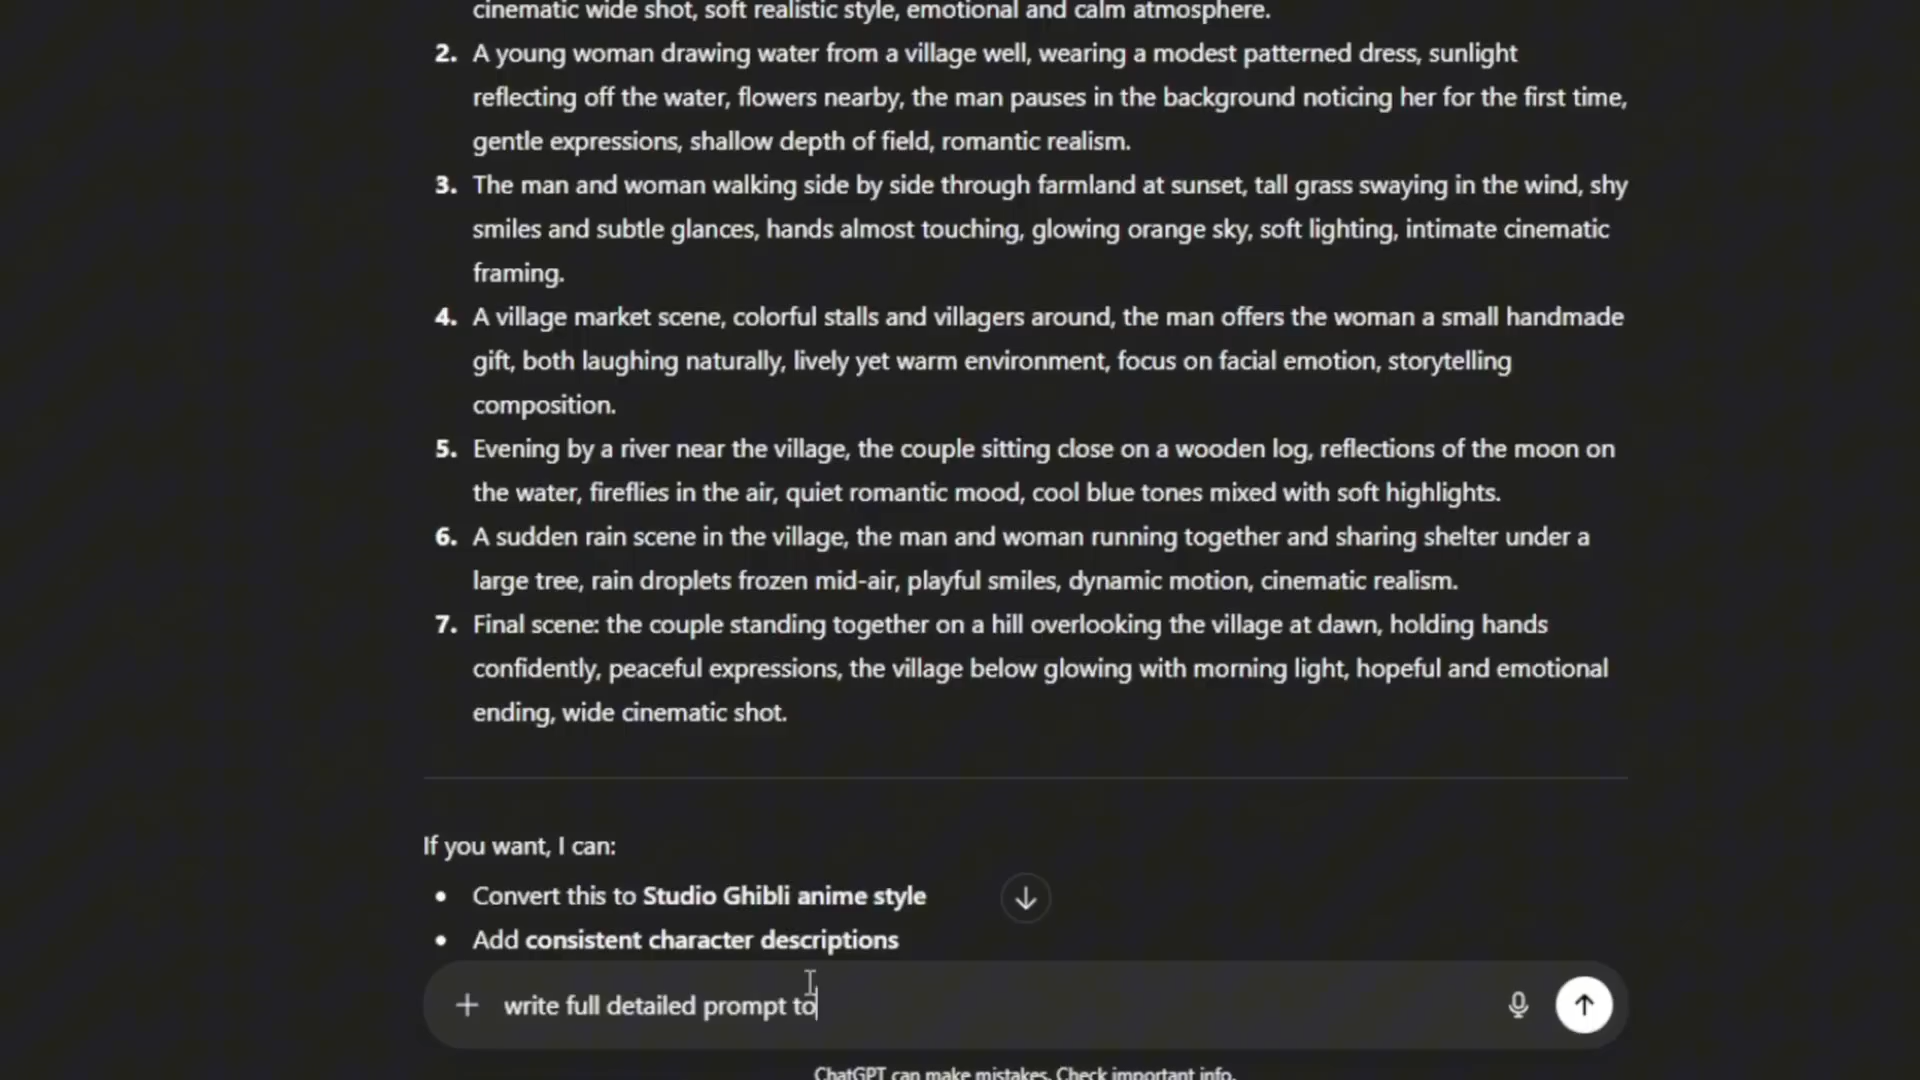 cinematic wide shot, soft realistic style, emotional and calm atmosphere.
2. A young woman drawing water from a village well, wearing a modest patterned dress, sunlight
reflecting off the water, flowers nearby, the man pauses in the background noticing her for the first time,
gentle expressions, shallow depth of field, romantic realism.
3. The man and woman walking side by side through farmland at sunset, tall grass swaying in the wind, shy
smiles and subtle glances, hands almost touching, glowing orange sky, soft lighting, intimate cinematic
framing.
4. A village market scene, colorful stalls and villagers around, the man offers the woman a small handmade
gift, both laughing naturally, lively yet warm environment, focus on facial emotion, storytelling
composition.
5. Evening by a river near the village, the couple sitting close on a wooden log, reflections of the moon on
the water, fireflies in the air, quiet romantic mood, cool blue tones mixed with soft highlights.
6. A sudden rain scene in the village, the man and woman running together and sharing shelter under a
large tree, rain droplets frozen mid-air, playful smiles, dynamic motion, cinematic realism.
7. Final scene: the couple standing together on a hill overlooking the village at dawn, holding hands
confidently, peaceful expressions, the village below glowing with morning light, hopeful and emotional
ending, wide cinematic shot.
If you want, I can:
• Convert this to Studio Ghibli anime style
• Add consistent character descriptions
write full detailed prompt to
ChatGPT can make mistakes. Check important info.